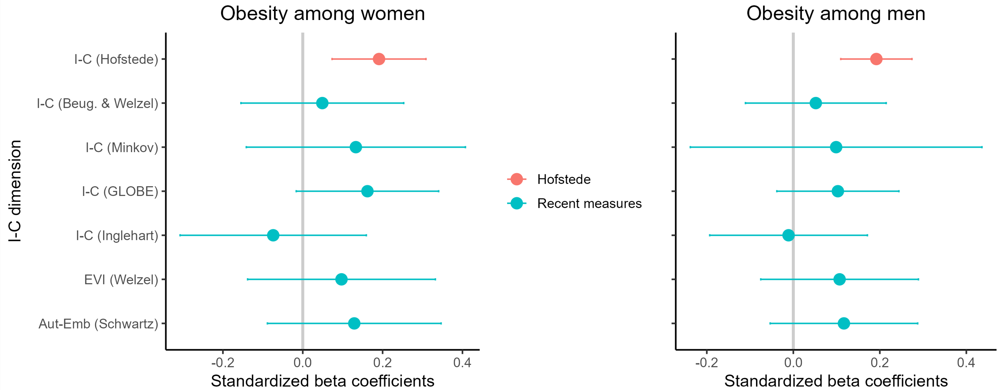 Obesity among women
I-C dimension
I-C (Hofstede)
I-C (Beug. & Welzel)
I-C (Minkov)
I-C (GLOBE)
I-C (Inglehart)
EVI (Welzel)
Aut-Emb (Schwartz)
-0.2 0.0 0.2 0.4
Standardized beta coefficients
Hofstede
Recent measures
Obesity among men
-0.2 0.0 0.2 0.4
Standardized beta coefficients